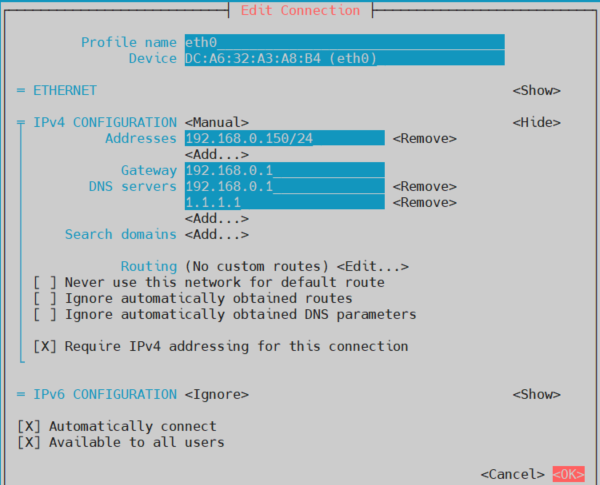 Edit Connection
Profile name eth0
Device DC:A6:32:A3:A8:B4 (eth0)
= ETHERNET <Show>
IPv4 CONFIGURATION <Manual> <Hide>
Addresses 192.168.0.150/24 <Remove>
<Add...>
Gateway 192.168.0.1
DNS servers 192.168.0.1 <Remove>
1.1.1.1 <Remove>
<Add...>
Search domains <Add...>
Routing (No custom routes) <Edit...>
[ ] Never use this network for default route
[ ] Ignore automatically obtained routes
[ ] Ignore automatically obtained DNS parameters
[X] Require IPv4 addressing for this connection
= IPv6 CONFIGURATION <Ignore> <Show>
[X] Automatically connect
[X] Available to all users
<Cancel> <OK>